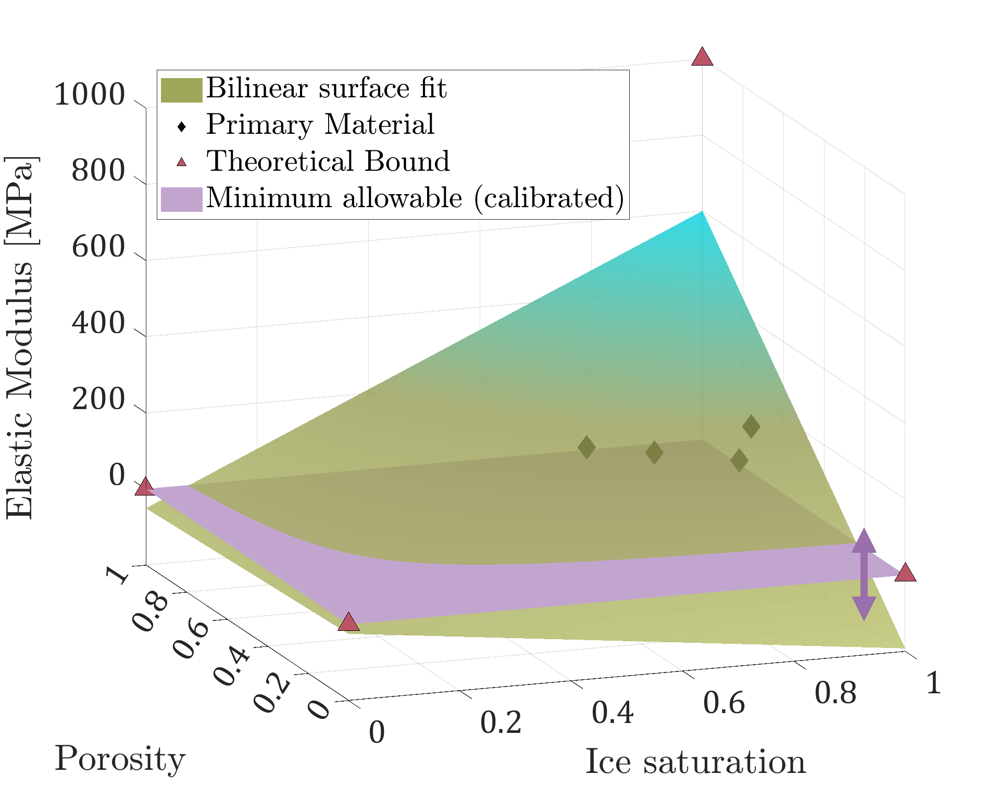 Bilinear surface fit
Primary Material
Theoretical Bound
Minimum allowable (calibrated)
Elastic Modulus [MPa]
1000
800
600
400
200
0
1
0.8
0.6
0.4
0.2
0
Porosity
0
0.2
0.4
0.6
0.8
1
Ice saturation